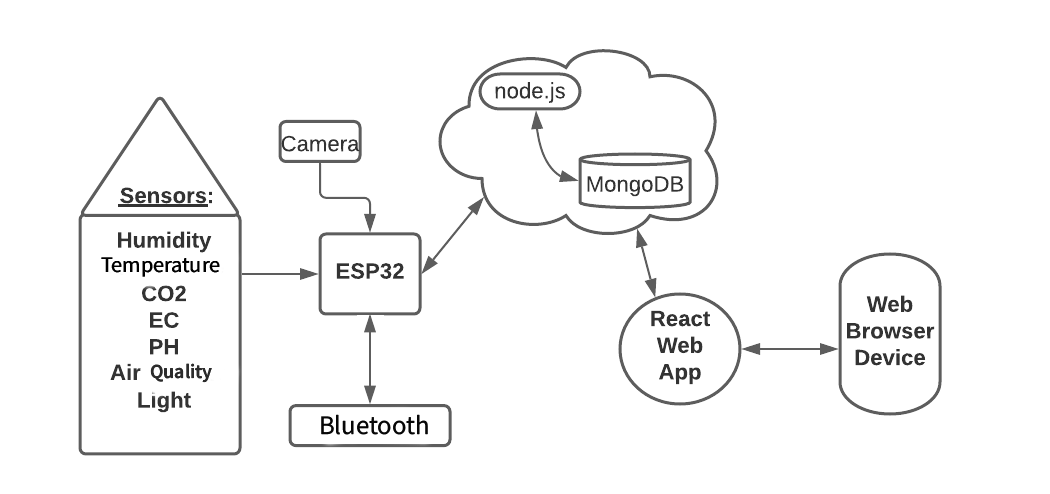 node.js
Camera
MongoDB
Sensors:
Humidity
Temperature
CO2
EC
PH
Air Quality
Light
ESP32
Bluetooth
React
Web
App
Web
Browser
Device